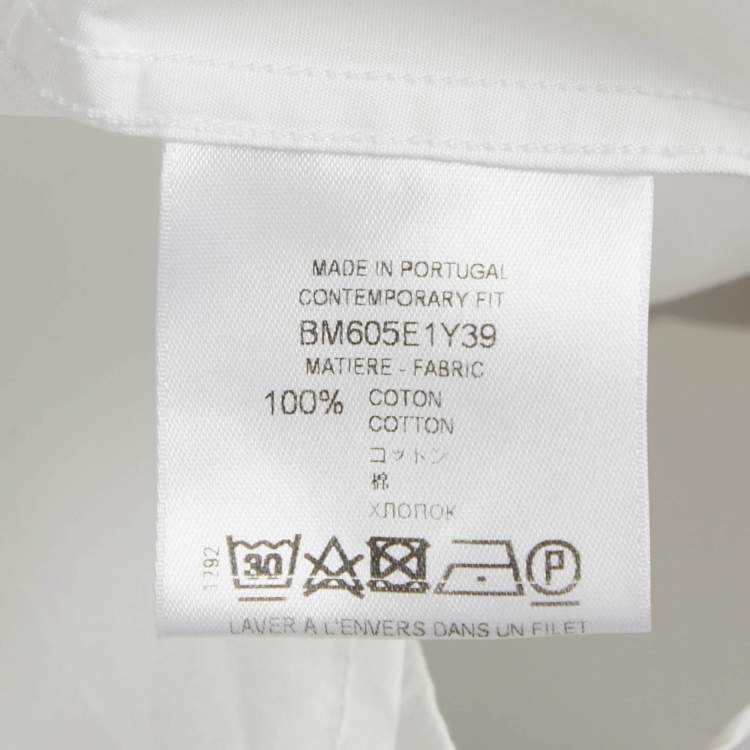 MADE IN PORTUGAL
CONTEMPORARY FIT
BM605E1Y39
MATIERE - FABRIC
100% COTON
COTTON
コットン
棉
ХЛОПОК
1792
30 P
LAVER A L'ENVERS DANS UN FILET